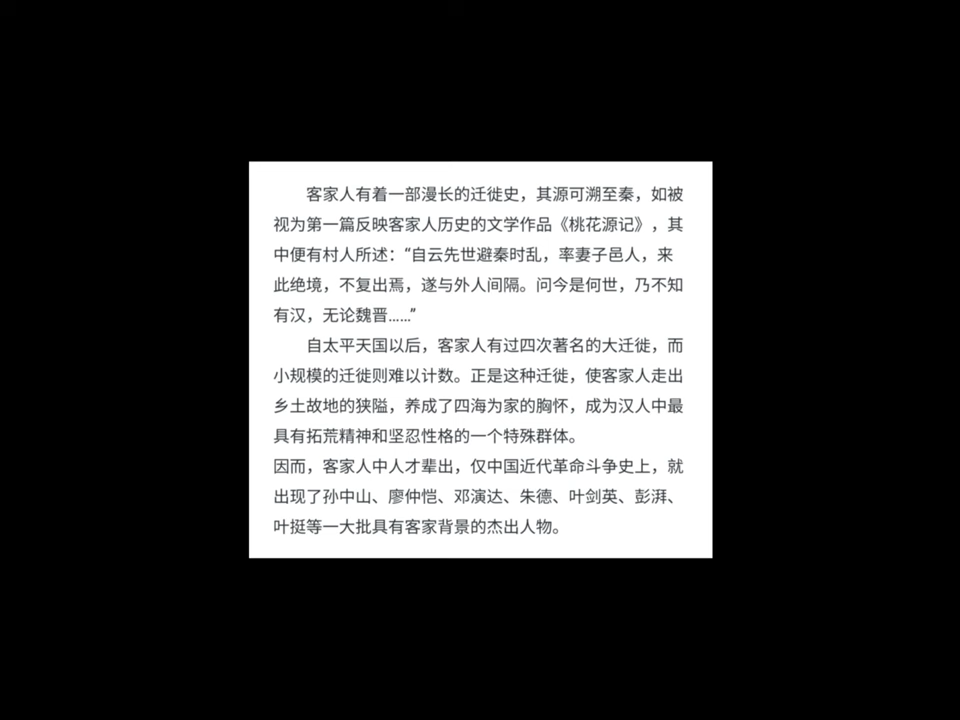 客家人有着一部漫长的迁徙史，其源可溯至秦，如被
视为第一篇反映客家人历史的文学作品《桃花源记》，其
中便有村人所述：“自云先世避秦时乱，率妻子邑人，来
此绝境，不复出焉，遂与外人间隔。问今是何世，乃不知
有汉，无论魏晋……”
自太平天国以后，客家人有过四次著名的大迁徙，而
小规模的迁徙则难以计数。正是这种迁徙，使客家人走出
乡土故地的狭隘，养成了四海为家的胸怀，成为汉人中最
具有拓荒精神和坚忍性格的一个特殊群体。
因而，客家人中人才辈出，仅中国近代革命斗争史上，就
出现了孙中山、廖仲恺、邓演达、朱德、叶剑英、彭湃、
叶挺等一大批具有客家背景的杰出人物。